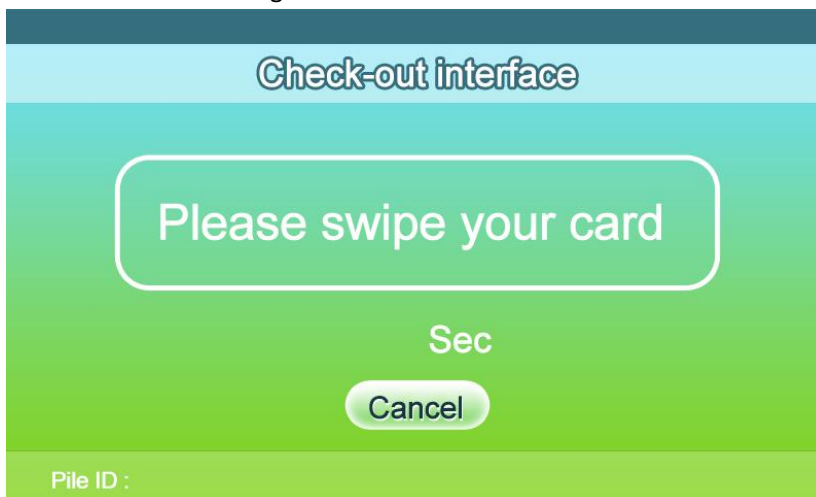 Check-out interface
Please swipe your card
Sec
Cancel
Pile ID :